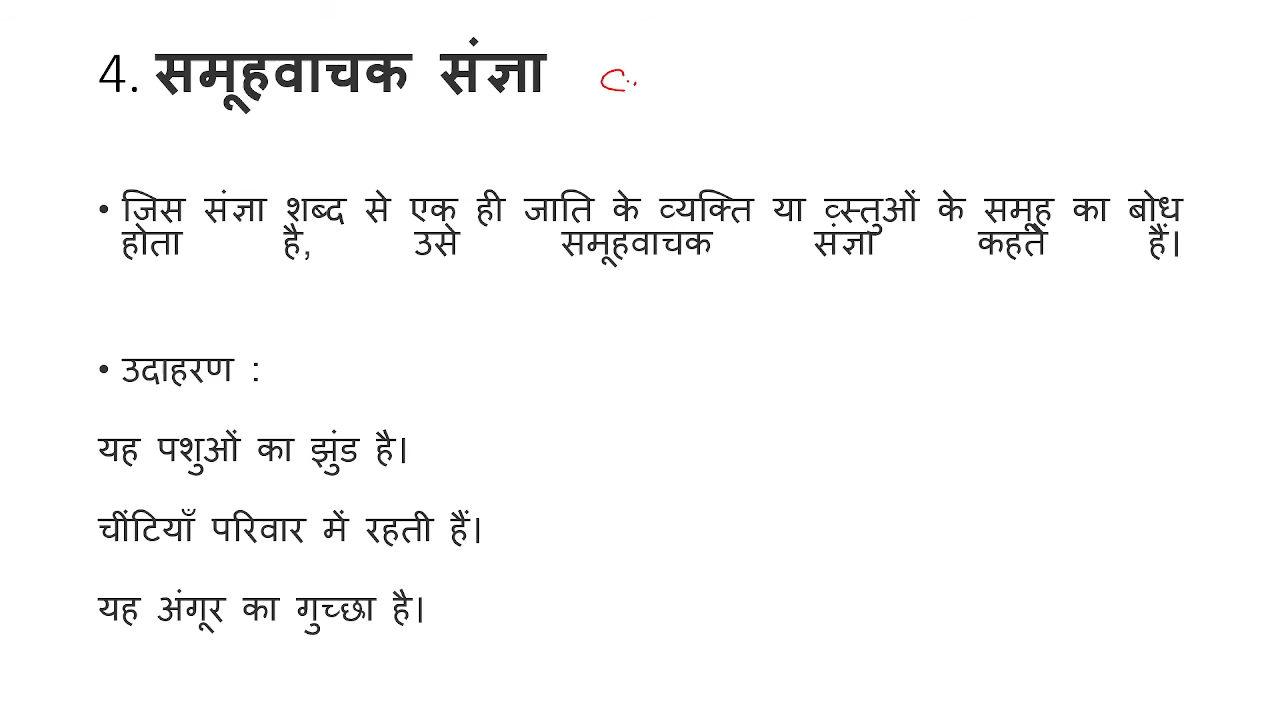 4. समूहवाचक संज्ञा
• जिस संज्ञा शब्द से एक ही जाति के व्यक्ति या व्स्तुओं के समूह का बोध
होता है, उसे समूहवाचक संज्ञा कहते हैं।
• उदाहरण :
यह पशुओं का झुंड है।
चींटियाँ परिवार में रहती हैं।
यह अंगूर का गुच्छा है।